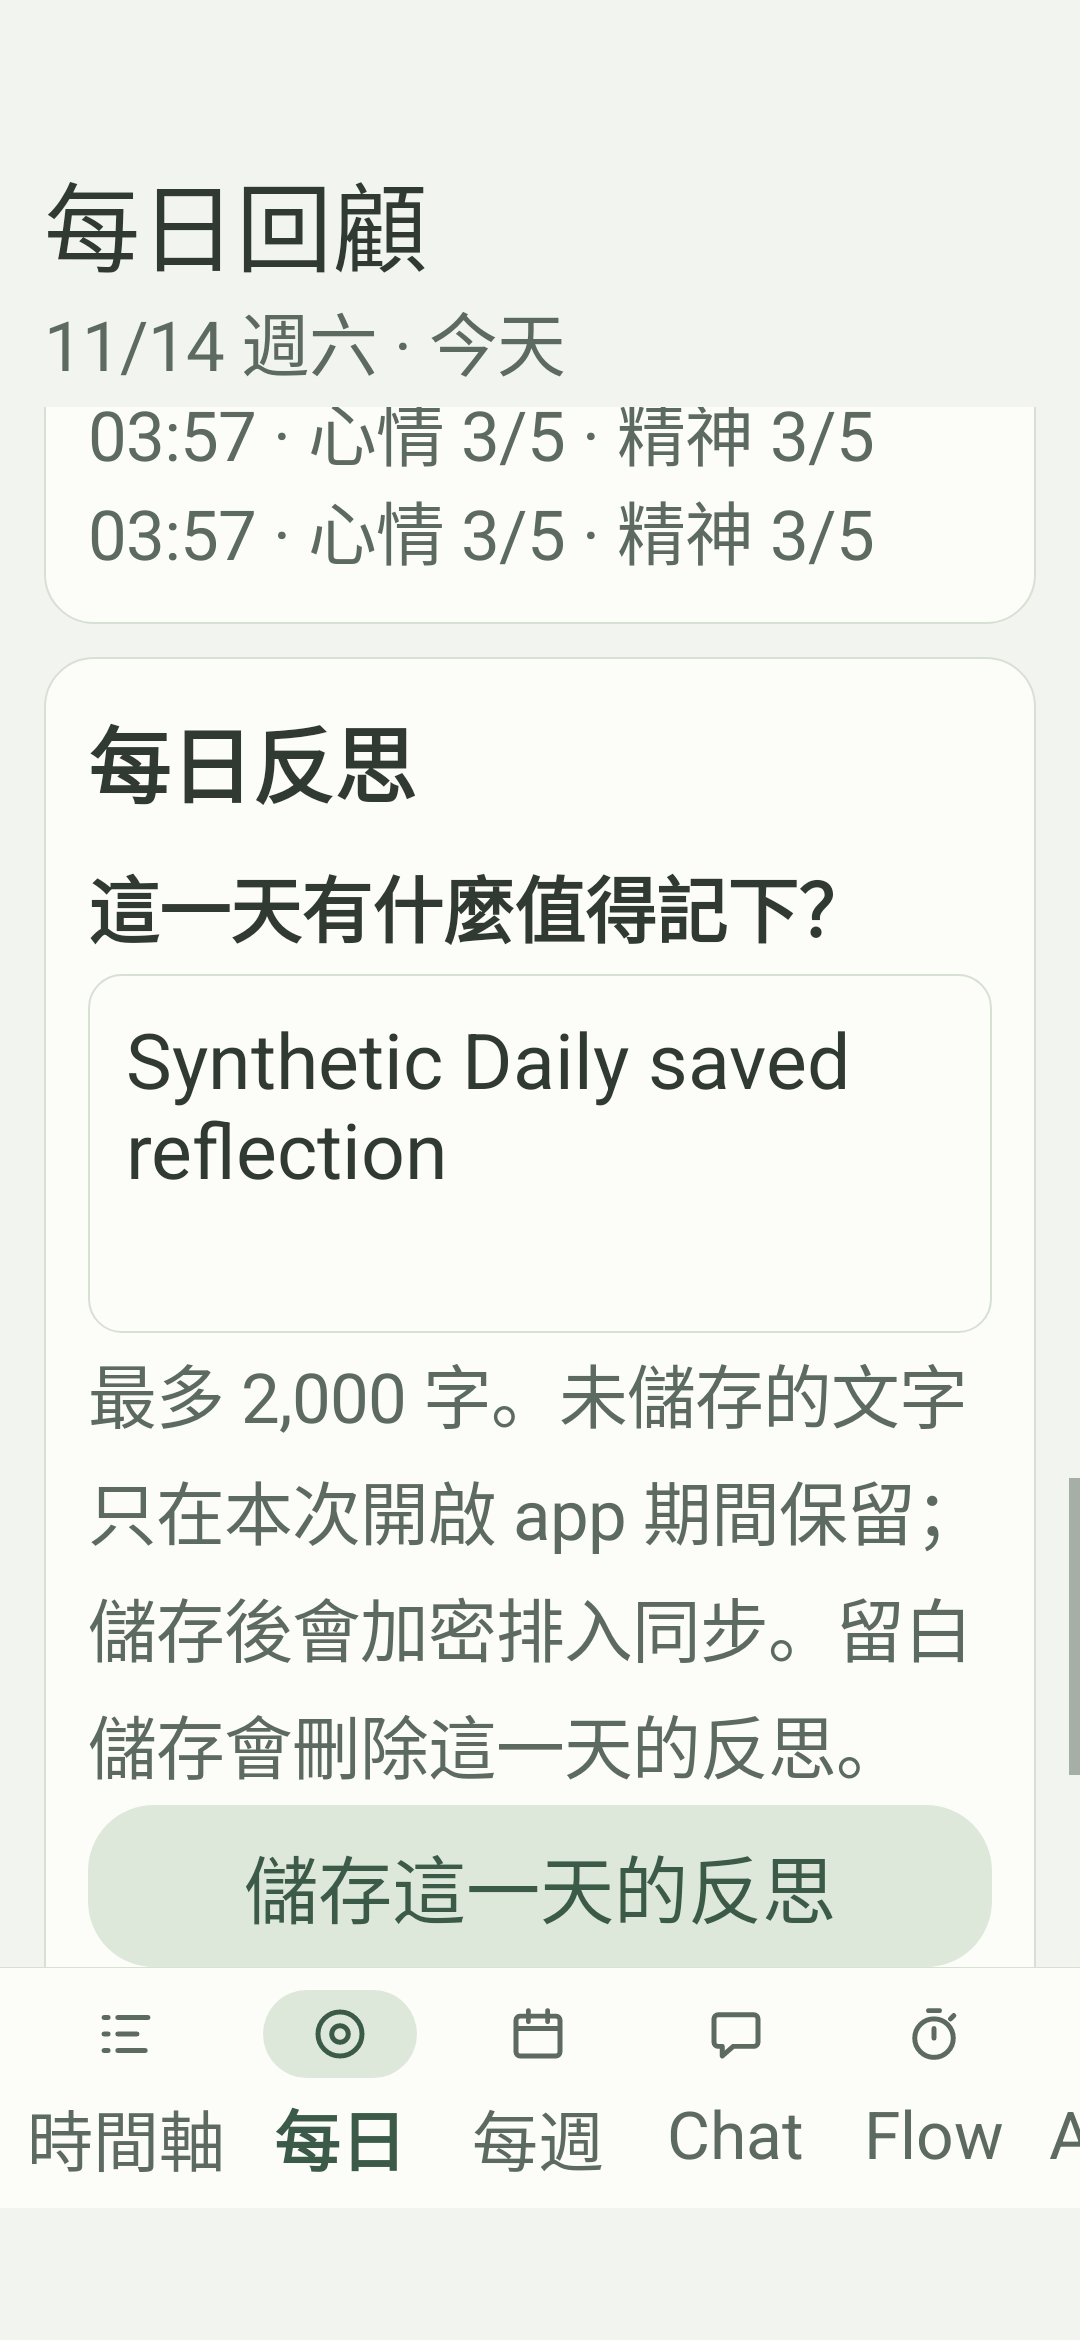 每日回顧
11/14 週六 · 今天
03:57 · 心情 3/5 · 精神 3/5
03:57 · 心情 3/5 · 精神 3/5
每日反思
這一天有什麼值得記下？
Synthetic Daily saved
reflection
最多 2,000 字。未儲存的文字
只在本次開啟 app 期間保留；
儲存後會加密排入同步。留白
儲存會刪除這一天的反思。
儲存這一天的反思
時間軸 每日 每週 Chat Flow